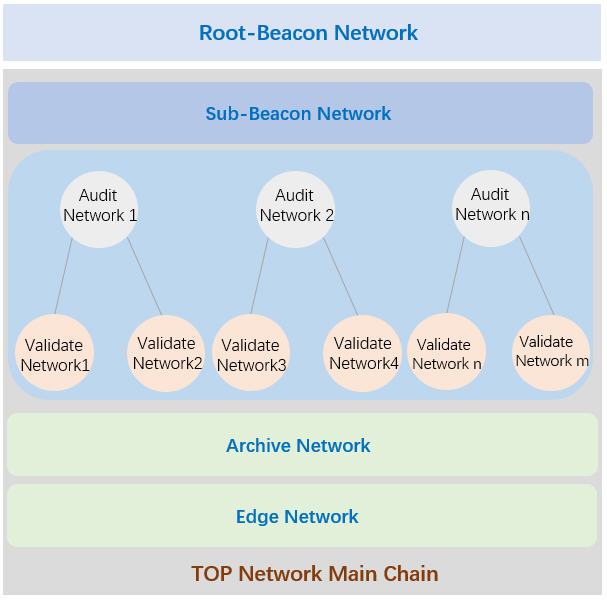 Root-Beacon Network
Sub-Beacon Network
Audit
Network 1
Audit
Network 2
Audit
Network n
Validate
Network1
Validate
Network2
Validate
Network3
Validate
Network4
Validate
Network n
Validate
Network m
Archive Network
Edge Network
TOP Network Main Chain